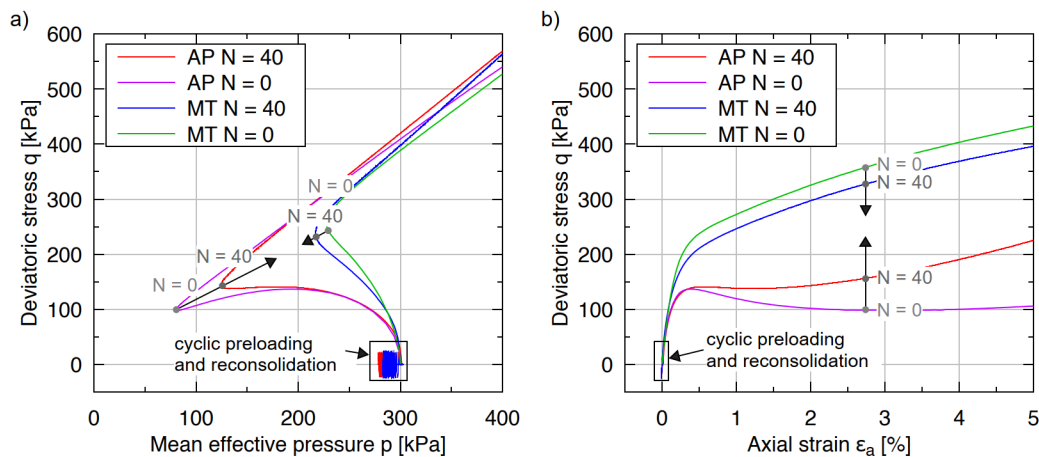 a)
600
500
400
300
200
100
0
Deviatoric stress q [kPa]
AP N = 40
AP N = 0
MT N = 40
MT N = 0
N = 0
N = 40
N = 40
N = 0
cyclic preloading
and reconsolidation
0
100
200
300
400
Mean effective pressure p [kPa]
b)
600
500
400
300
200
100
0
Deviatoric stress q [kPa]
AP N = 40
AP N = 0
MT N = 40
MT N = 0
N = 0
N = 40
N = 40
N = 0
cyclic preloading
and reconsolidation
0
1
2
3
4
5
Axial strain εa [%]